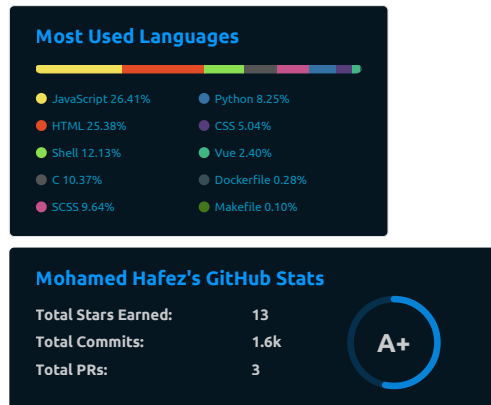 Most Used Languages
JavaScript 26.41%
HTML 25.38%
Shell 12.13%
C 10.37%
SCSS 9.64%
Python 8.25%
CSS 5.04%
Vue 2.40%
Dockerfile 0.28%
Makefile 0.10%
Mohamed Hafez's GitHub Stats
Total Stars Earned: 13
Total Commits: 1.6k
Total PRs: 3
A+